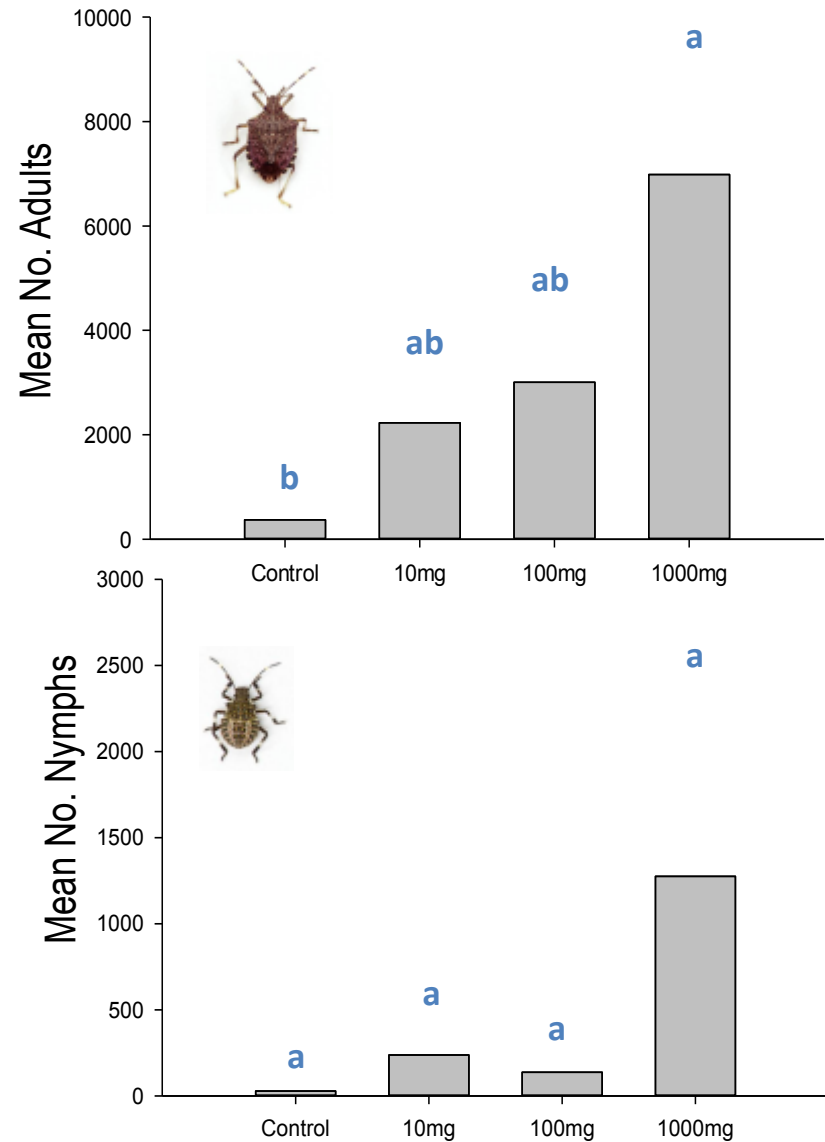 Mean No. Adults
10000
8000
6000
4000
2000
0
a
ab
ab
b
Control 10mg 100mg 1000mg
Mean No. Nymphs
3000
2500
2000
1500
1000
500
0
a
a
a
a
Control 10mg 100mg 1000mg